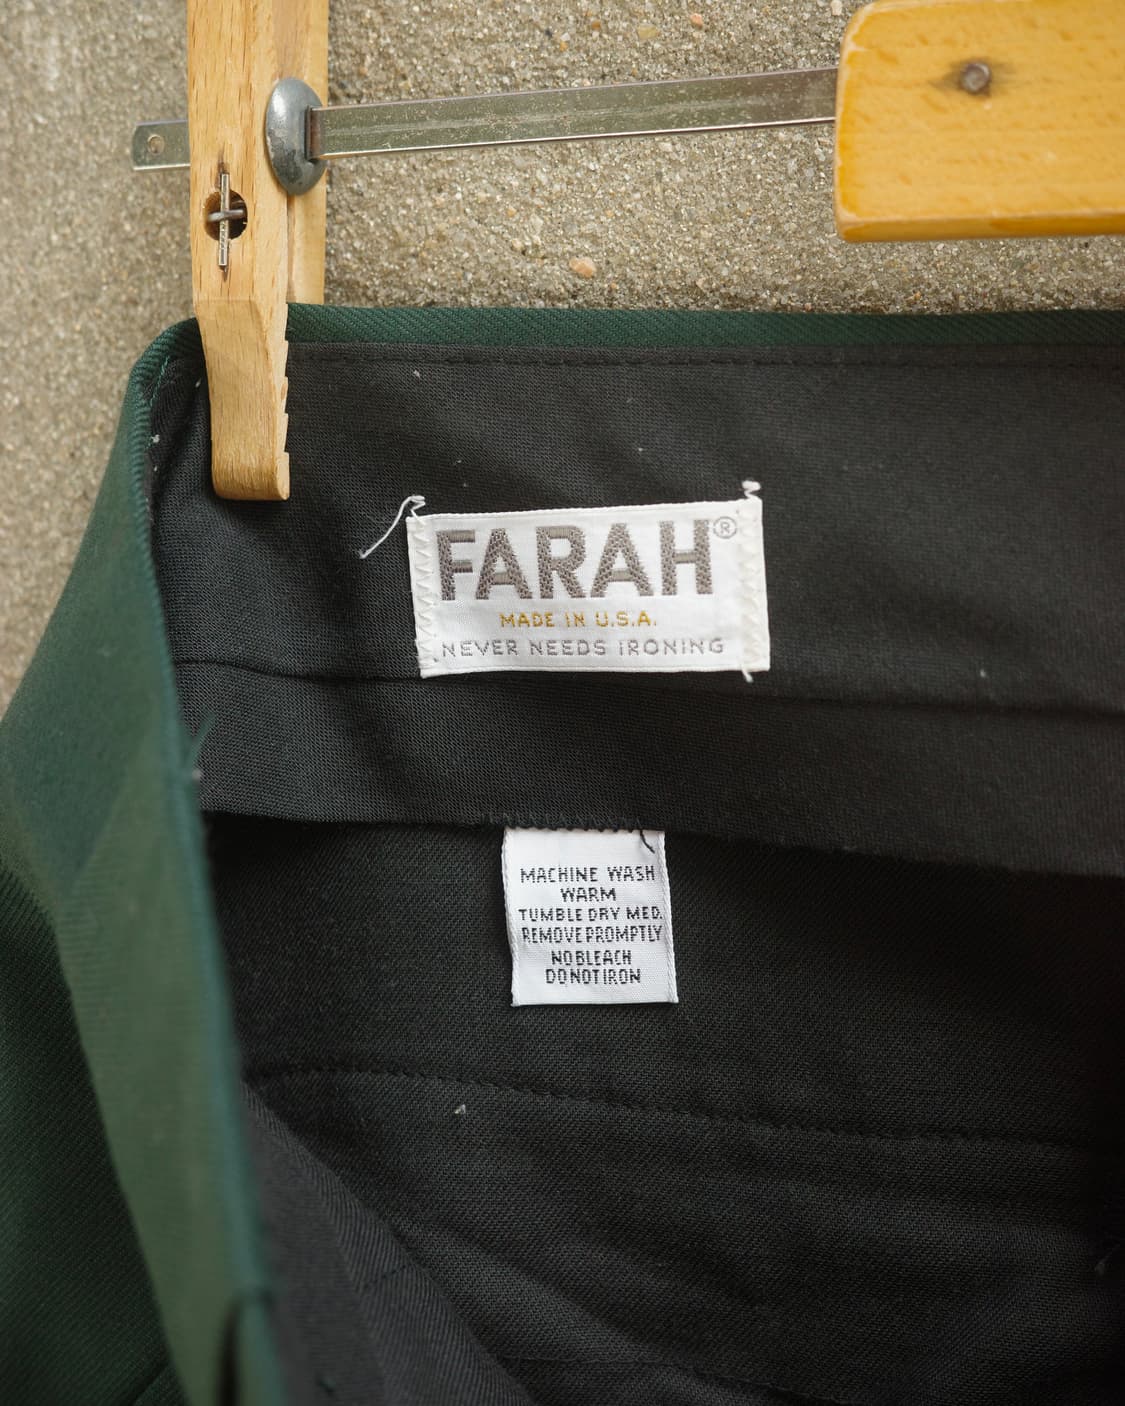 FARAH®
MADE IN U.S.A.
NEVER NEEDS IRONING
MACHINE WASH
WARM
TUMBLE DRY MED.
REMOVE PROMPTLY
NO BLEACH
DO NOT IRON